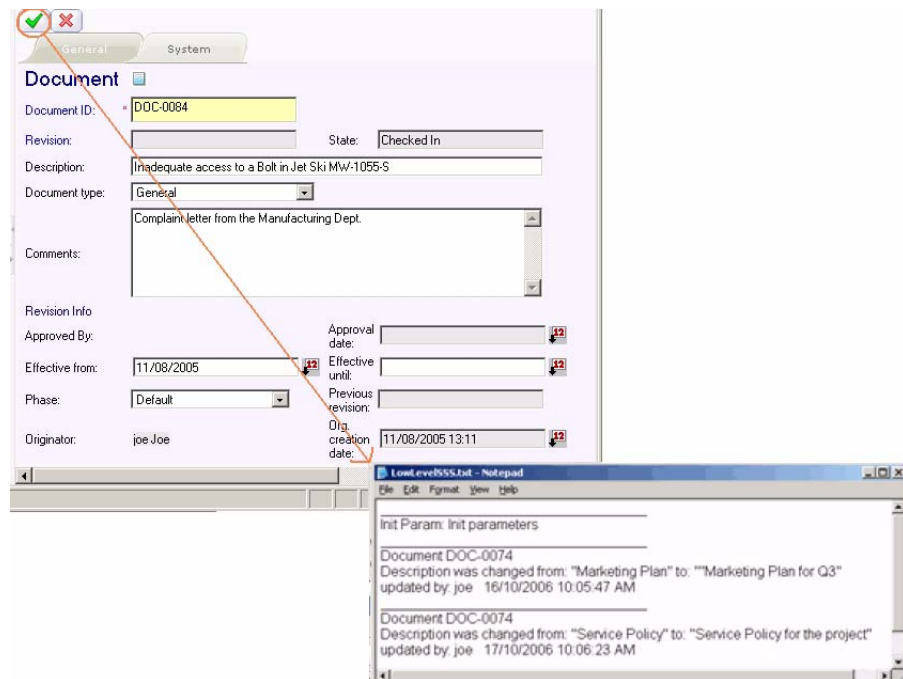 General System
Document
Document ID: * DOC-0084
Revision: State: Checked In
Description: Inadequate access to a Bolt in Jet Ski MW-1055-S
Document type: General
Complaint letter from the Manufacturing Dept.
Comments:
Revision Info
Approved By: Approval date: 12
Effective from: 11/08/2005 12 Effective until: 12
Phase: Default Previous revision:
Originator: joe Joe Org. creation date: 11/08/2005 13:11 12
LowLevel555.txt - Notepad
File Edit Format View Help
Init Param: Init parameters
Document DOC-0074
Description was changed from: "Marketing Plan" to: ""Marketing Plan for Q3"
updated by: joe 16/10/2006 10:05:47 AM
Document DOC-0074
Description was changed from: "Service Policy" to: "Service Policy for the project"
updated by: joe 17/10/2006 10:06:23 AM